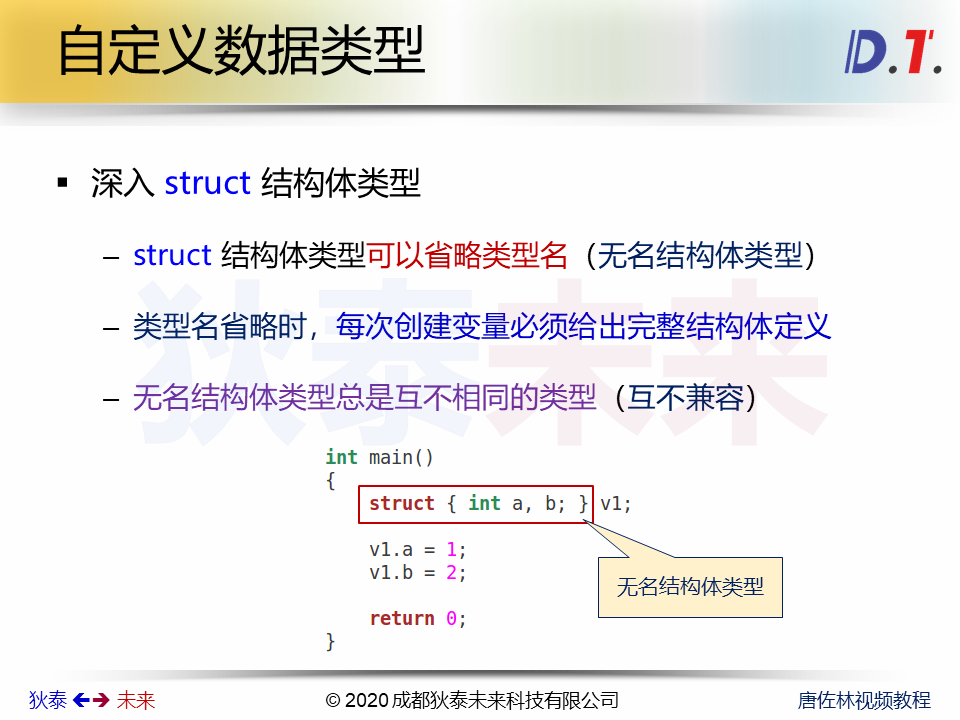 自定义数据类型
D.T.
深入 struct 结构体类型
– struct 结构体类型可以省略类型名（无名结构体类型）
– 类型名省略时，每次创建变量必须给出完整结构体定义
– 无名结构体类型总是互不相同的类型（互不兼容）
狄泰未来
int main()
{
struct { int a, b; } v1;
v1.a = 1;
v1.b = 2;
无名结构体类型
return 0;
}
狄泰 未来
© 2020 成都狄泰未来科技有限公司
唐佐林视频教程